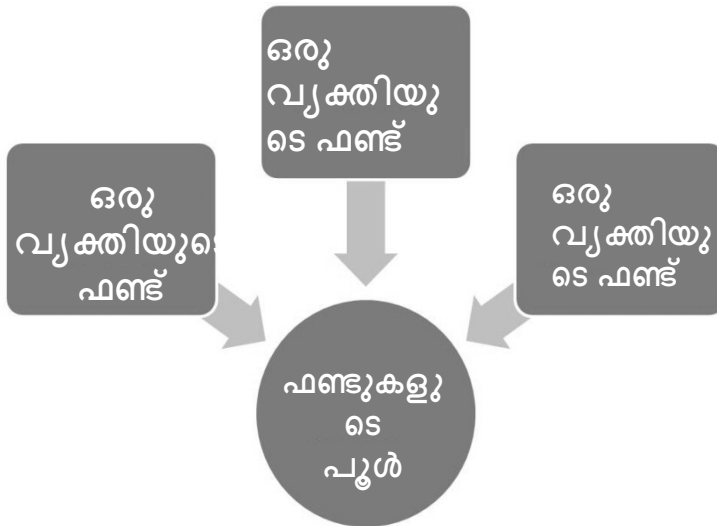 ഒരു
വ്യക്തിയു
ടെ ഫണ്ട്
ഒരു
വ്യക്തിയുടെ
ഫണ്ട്
ഒരു
വ്യക്തിയു
ടെ ഫണ്ട്
ഫണ്ടുകളു
ടെ
പൂൾ